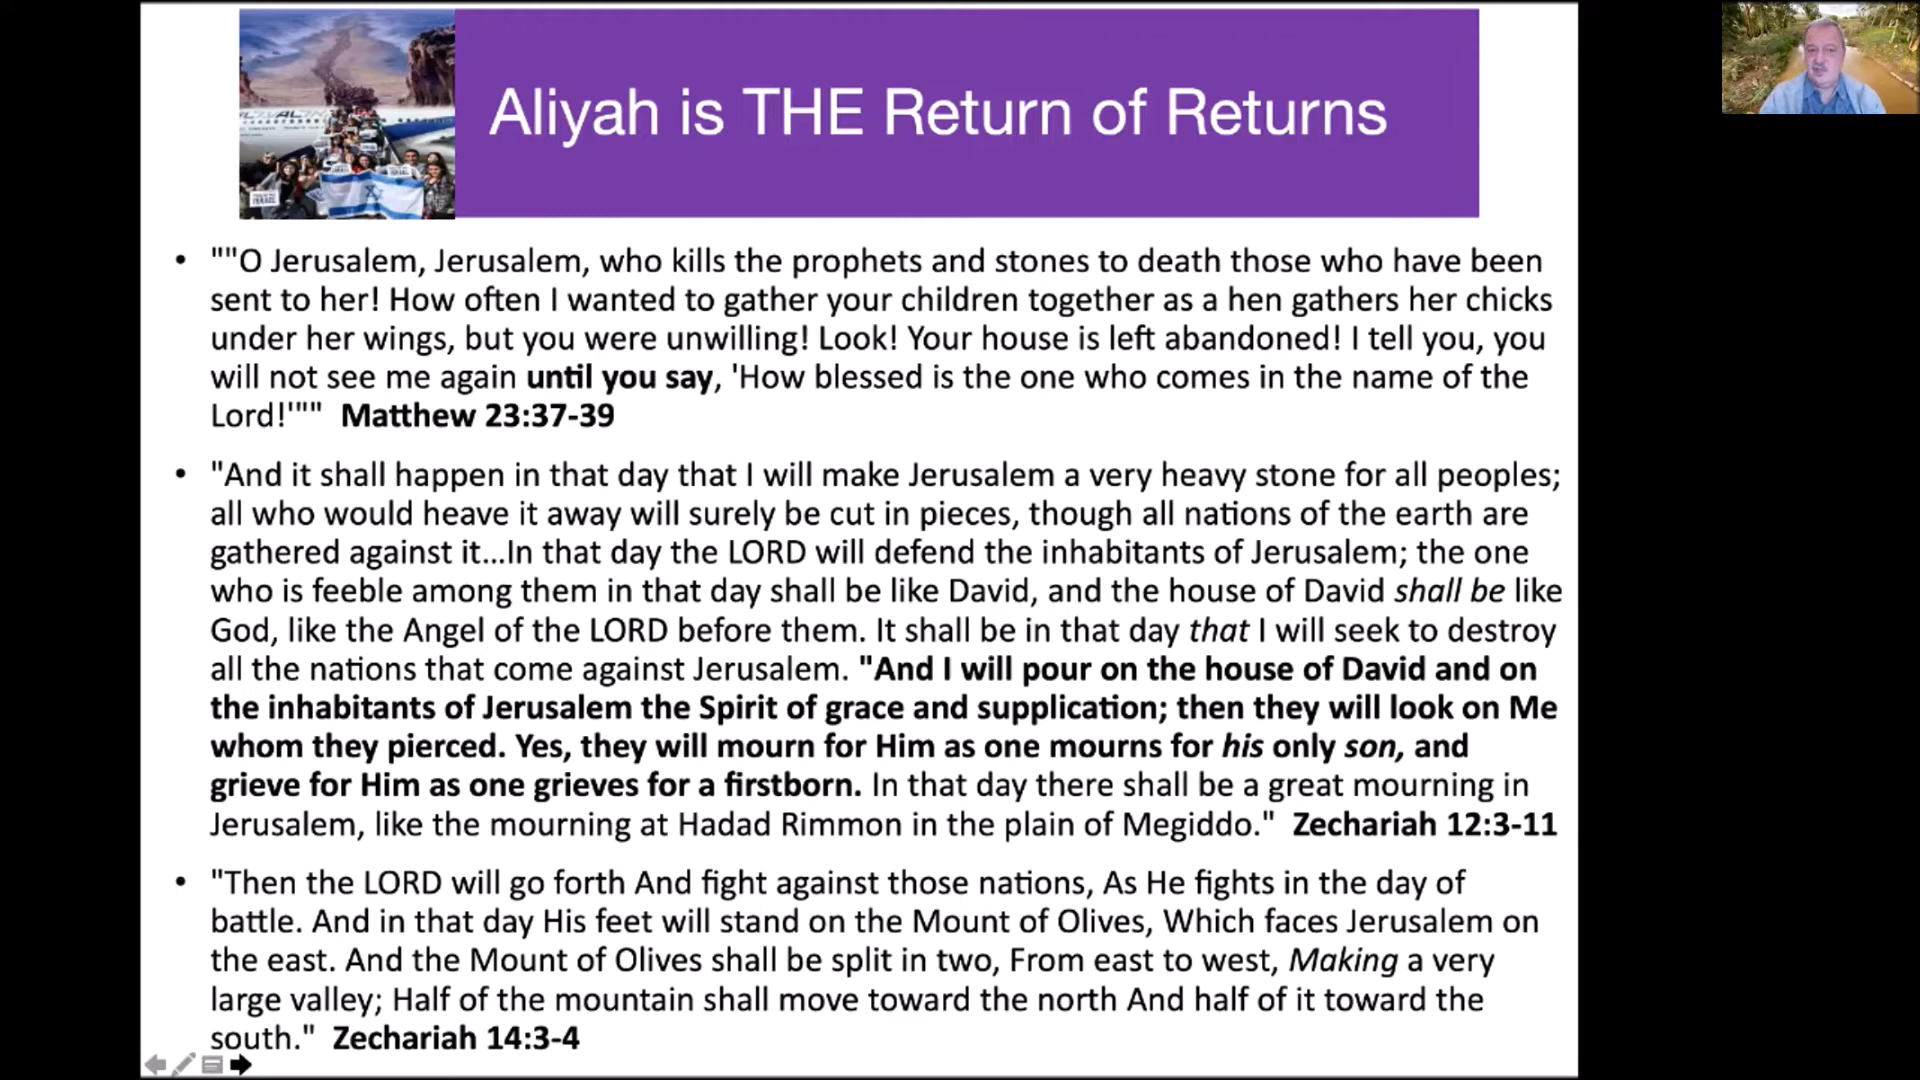 Aliyah is THE Return of Returns
• ""O Jerusalem, Jerusalem, who kills the prophets and stones to death those who have been
sent to her! How often I wanted to gather your children together as a hen gathers her chicks
under her wings, but you were unwilling! Look! Your house is left abandoned! I tell you, you
will not see me again until you say, 'How blessed is the one who comes in the name of the
Lord!'"" Matthew 23:37-39
• "And it shall happen in that day that I will make Jerusalem a very heavy stone for all peoples;
all who would heave it away will surely be cut in pieces, though all nations of the earth are
gathered against it...In that day the LORD will defend the inhabitants of Jerusalem; the one
who is feeble among them in that day shall be like David, and the house of David shall be like
God, like the Angel of the LORD before them. It shall be in that day that I will seek to destroy
all the nations that come against Jerusalem. "And I will pour on the house of David and on
the inhabitants of Jerusalem the Spirit of grace and supplication; then they will look on Me
whom they pierced. Yes, they will mourn for Him as one mourns for his only son, and
grieve for Him as one grieves for a firstborn. In that day there shall be a great mourning in
Jerusalem, like the mourning at Hadad Rimmon in the plain of Megiddo." Zechariah 12:3-11
• "Then the LORD will go forth And fight against those nations, As He fights in the day of
battle. And in that day His feet will stand on the Mount of Olives, Which faces Jerusalem on
the east. And the Mount of Olives shall be split in two, From east to west, Making a very
large valley; Half of the mountain shall move toward the north And half of it toward the
south." Zechariah 14:3-4